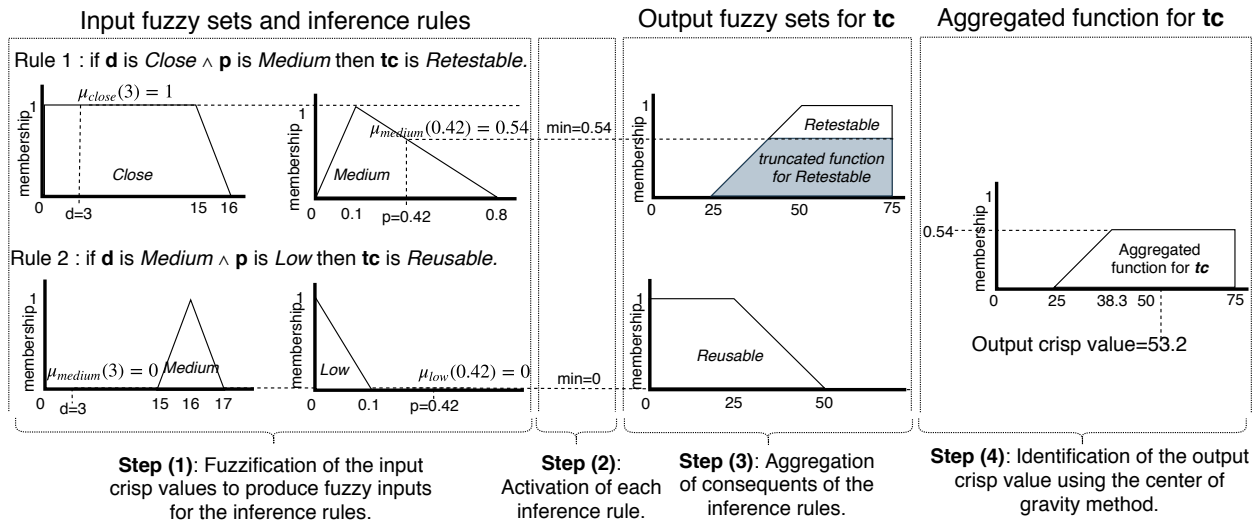 Input fuzzy sets and inference rules
Output fuzzy sets for tc
Aggregated function for tc
Rule 1 : if d is Close ∧ p is Medium then tc is Retestable.
μclose(3) = 1
1
membership
Close
0
d=3
15
16
1
μmedium(0.42) = 0.54
membership
Medium
0
0.1
p=0.42
0.8
min=0.54
1
membership
Retestable
truncated function
for Retestable
0
25
50
75
Rule 2 : if d is Medium ∧ p is Low then tc is Reusable.
1
membership
μmedium(3) = 0
Medium
0
d=3
15
16
17
1
membership
Low
μlow(0.42) = 0
0
0.1
p=0.42
min=0
1
membership
Reusable
0
25
50
1
membership
0.54
Aggregated
function for tc
0
25
38.3
50
75
Output crisp value=53.2
Step (1): Fuzzification of the input
crisp values to produce fuzzy inputs
for the inference rules.
Step (2):
Activation of each
inference rule.
Step (3): Aggregation
of consequents of the
inference rules.
Step (4): Identification of the output
crisp value using the center of
gravity method.